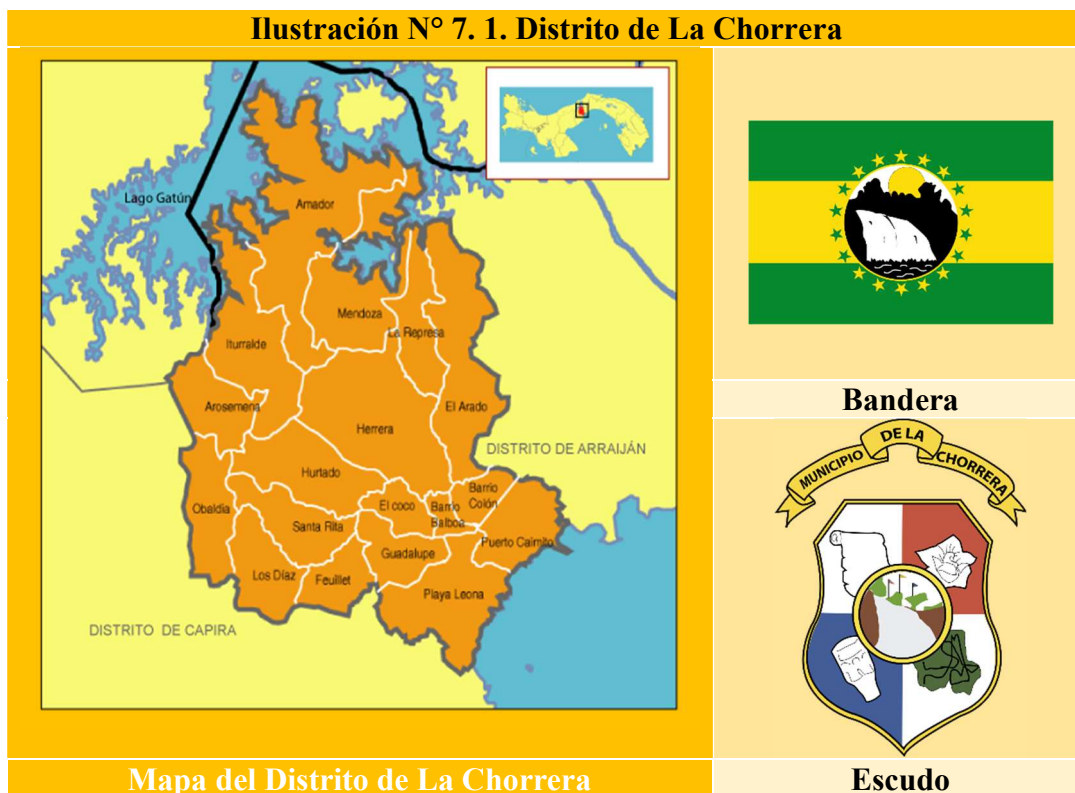 Ilustración N° 7. 1. Distrito de La Chorrera
Lago Gatún
Amador
Mendoza
La Represa
Iturralde
Arosemena
El Arado
Herrera
DISTRITO DE ARRAIJÁN
Hurtado
Barrio
Colón
Obaldia
El coco
Barrio
Balboa
Santa Rita
Puerto Caimito
Guadalupe
Los Díaz
Feuillet
Playa Leona
DISTRITO DE CAPIRA
Mapa del Distrito de La Chorrera
Bandera
MUNICIPIO DE LA CHORRERA
Escudo